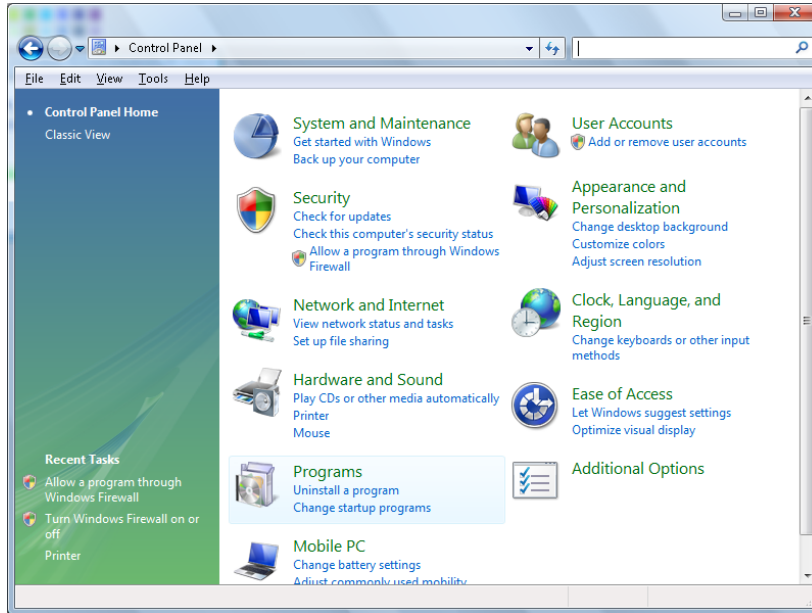 Control Panel
File Edit View Tools Help
Control Panel Home
Classic View
System and Maintenance
Get started with Windows
Back up your computer
Security
Check for updates
Check this computer's security status
Allow a program through Windows
Firewall
Network and Internet
View network status and tasks
Set up file sharing
Hardware and Sound
Play CDs or other media automatically
Printer
Mouse
Programs
Uninstall a program
Change startup programs
Mobile PC
Change battery settings
Adjust commonly used mobility
User Accounts
Add or remove user accounts
Appearance and
Personalization
Change desktop background
Customize colors
Adjust screen resolution
Clock, Language, and
Region
Change keyboards or other input
methods
Ease of Access
Let Windows suggest settings
Optimize visual display
Additional Options
Recent Tasks
Allow a program through
Windows Firewall
Turn Windows Firewall on or
off
Printer